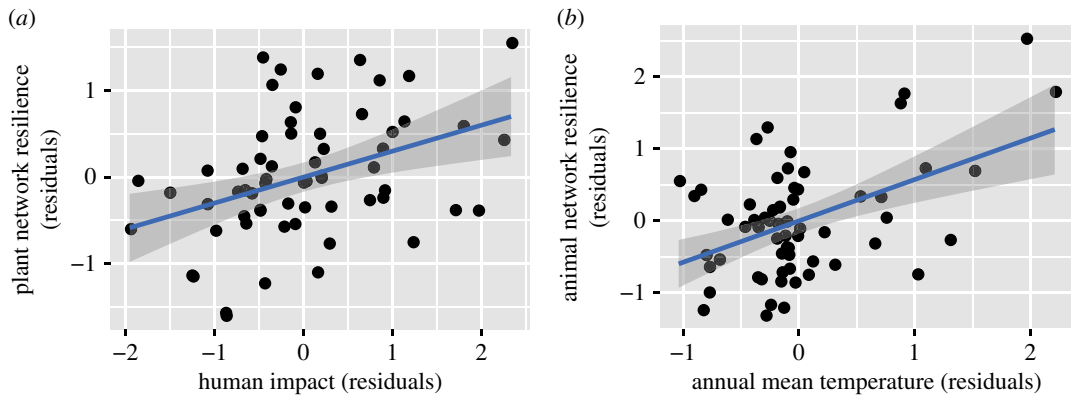 (a)
plant network resilience
(residuals)
1
0
−1
−2
−1
0
1
2
human impact (residuals)
(b)
animal network resilience
(residuals)
2
1
0
−1
−1
0
1
2
annual mean temperature (residuals)